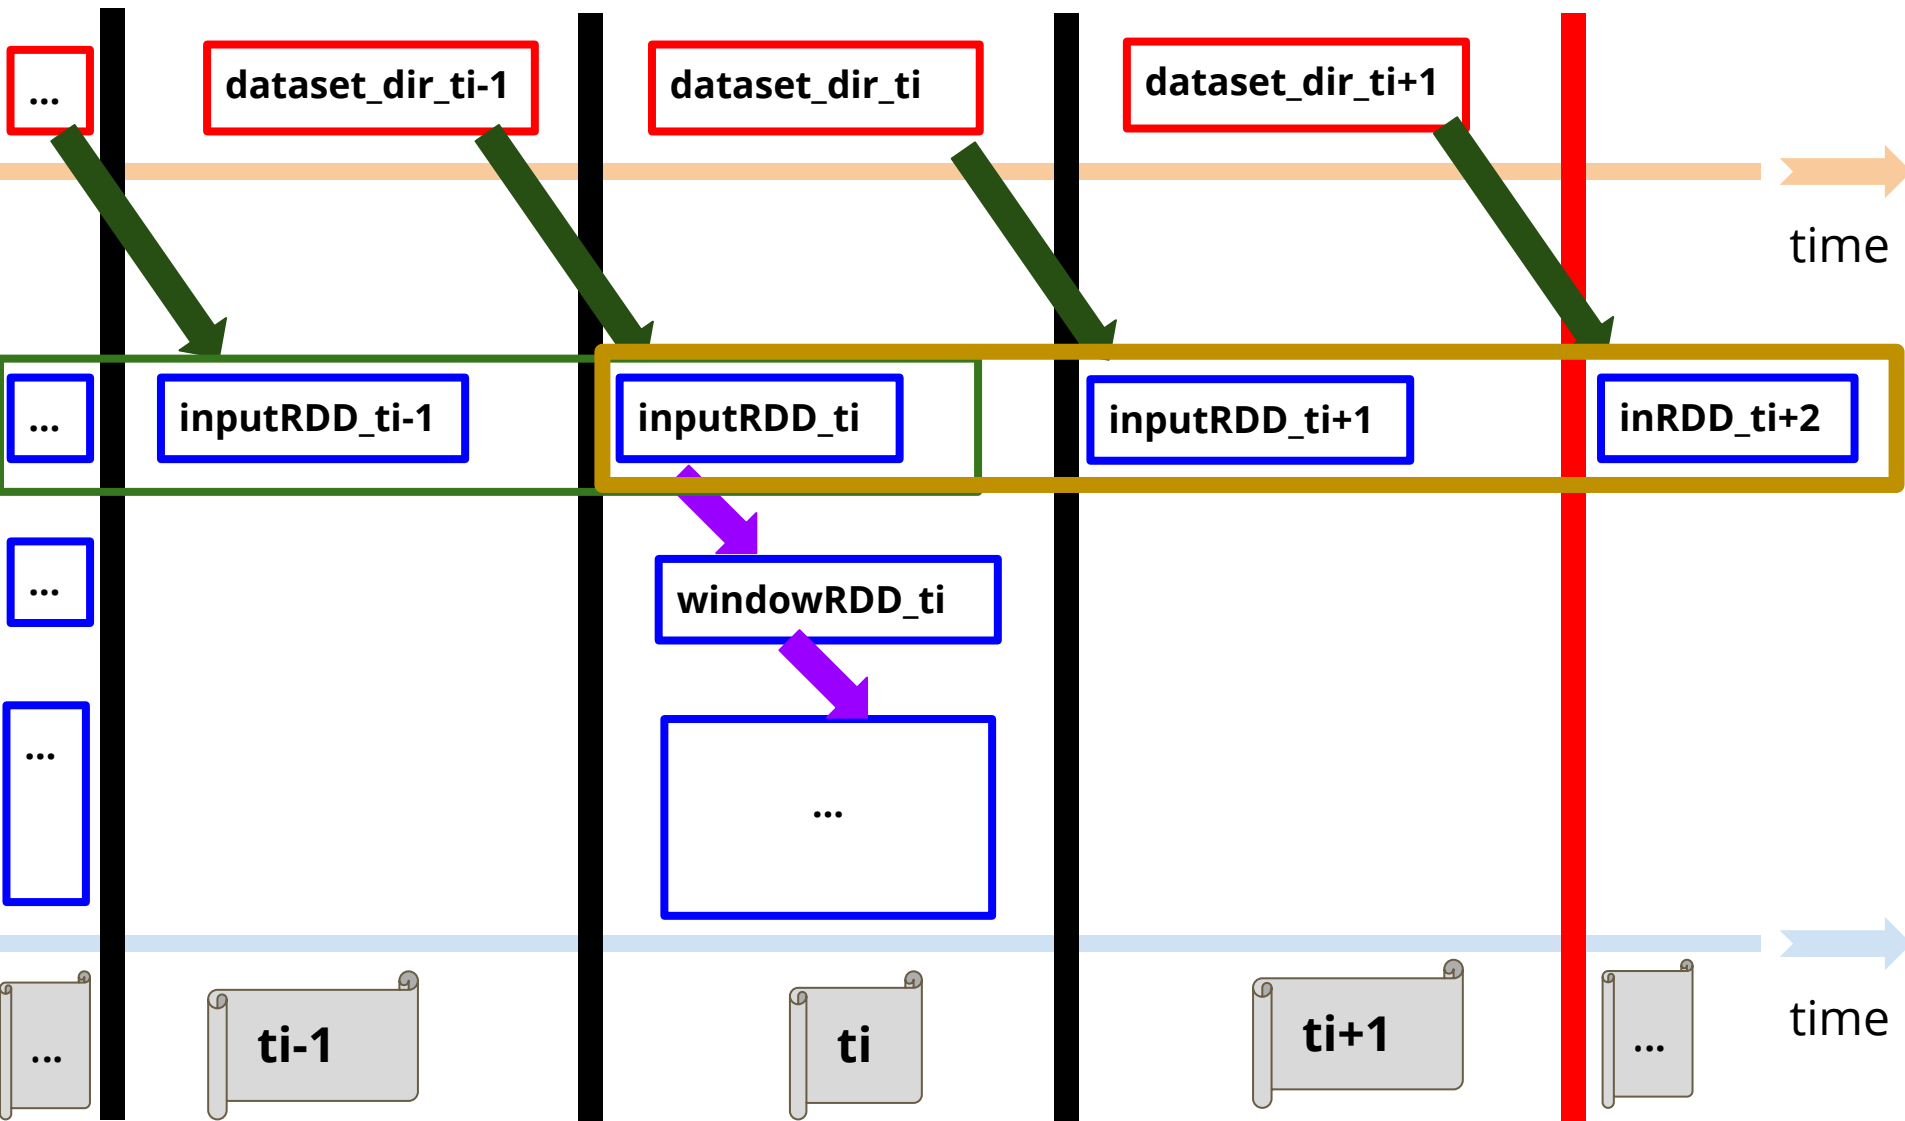 ...
dataset_dir_ti-1
dataset_dir_ti
dataset_dir_ti+1
time
...
inputRDD_ti-1
inputRDD_ti
inputRDD_ti+1
inRDD_ti+2
...
windowRDD_ti
...
...
...
ti-1
ti
ti+1
...
time